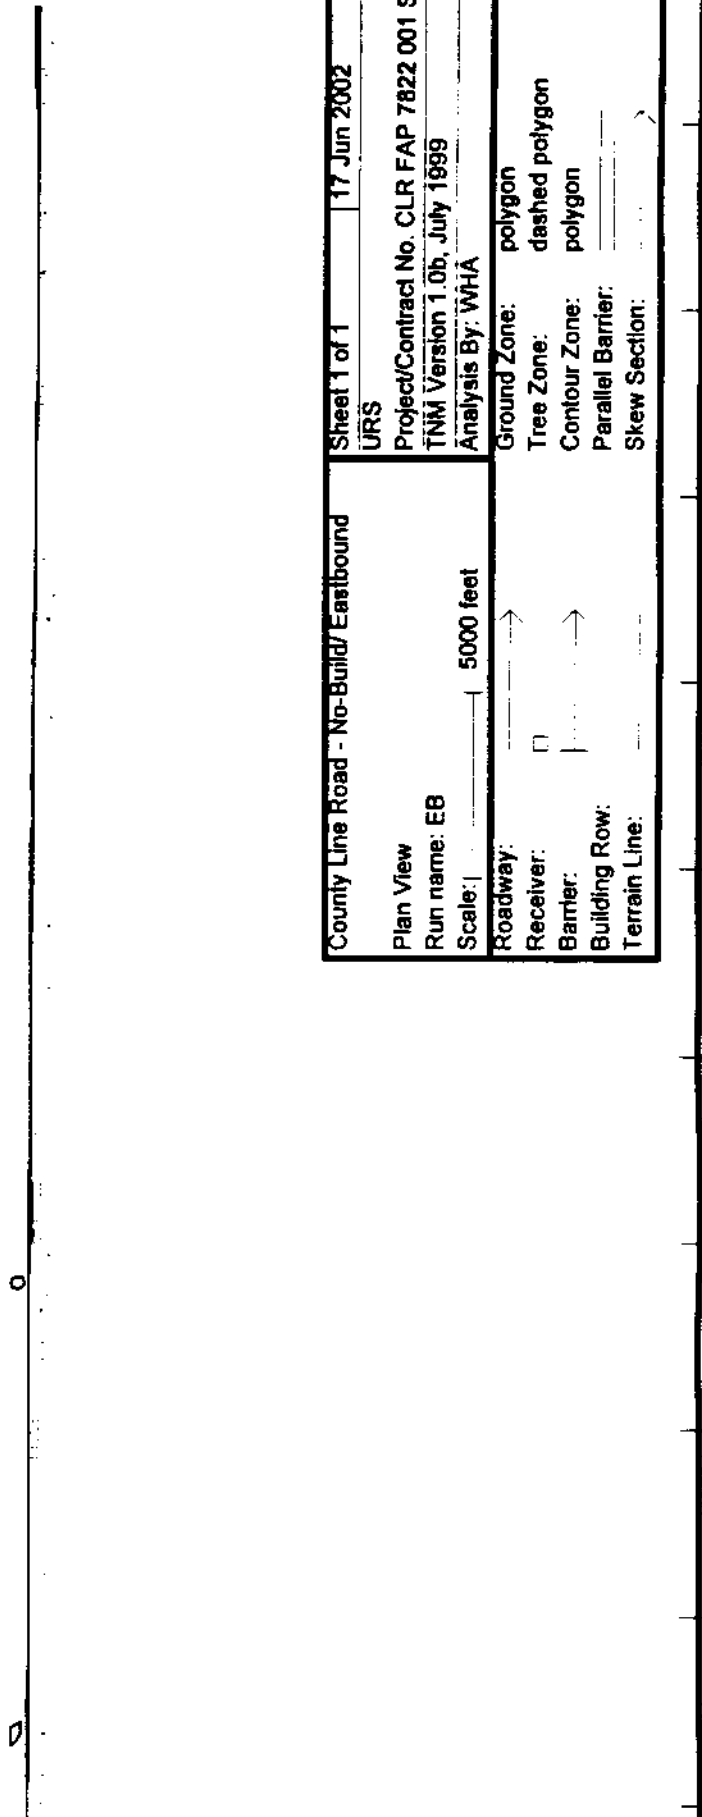 County Line Road - No-Build/ Eastbound
Plan View
Run name: EB
Scale: 5000 feet
Sheet 1 of 1 17 Jun 2002
URS
Project/Contract No. CLR FAP 7822 001 S
TNM Version 1.0b, July 1999
Analysis By: WHA
Roadway:
Receiver:
Barrier:
Building Row:
Terrain Line:
Ground Zone: polygon
Tree Zone: dashed polygon
Contour Zone: polygon
Parallel Barrier:
Skew Section: